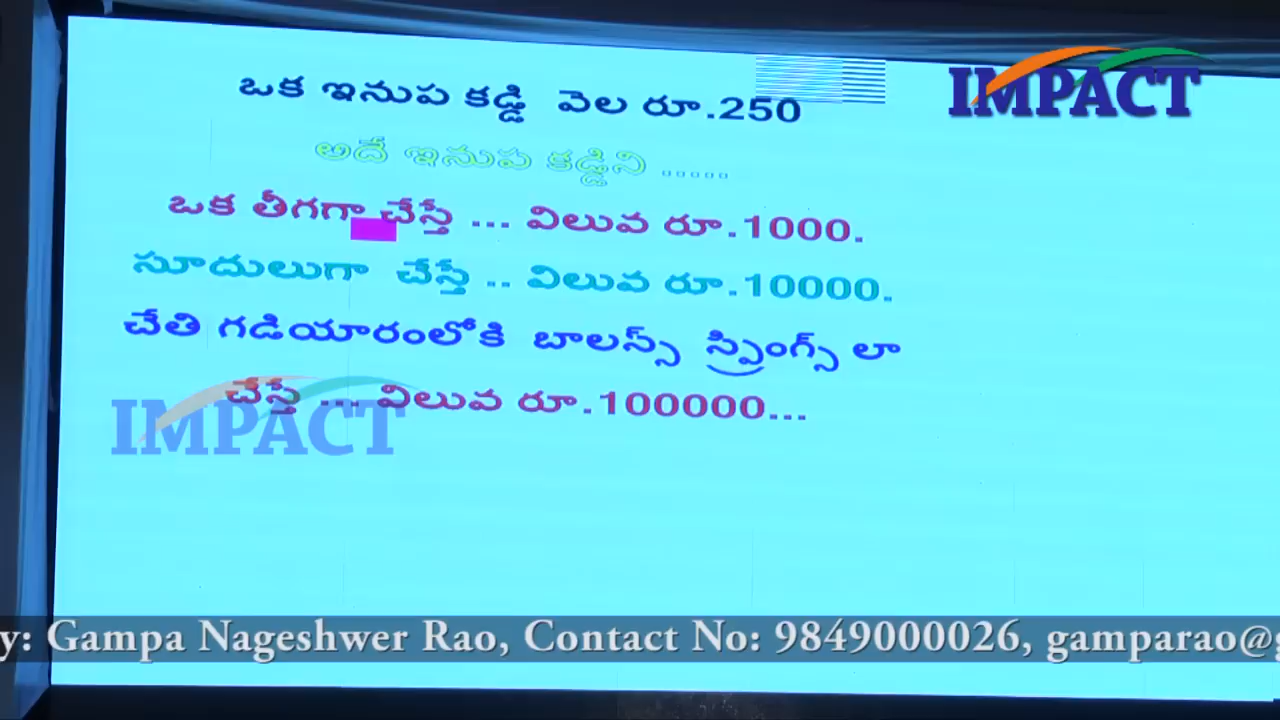 IMPACT
ఒక ఇనుప కడ్డి వెల రూ.250
అదే ఇనుప కడ్డిని .....
ఒక తీగగా చేస్తే ... విలువ రూ.1000.
సూదులుగా చేస్తే .. విలువ రూ.10000.
చేతి గడియారంలోకి బాలన్స్ స్ప్రింగ్స్ లా
చేస్తే ... విలువ రూ.100000...
IMPACT
y: Gampa Nageshwer Rao, Contact No: 9849000026, gamparao@g